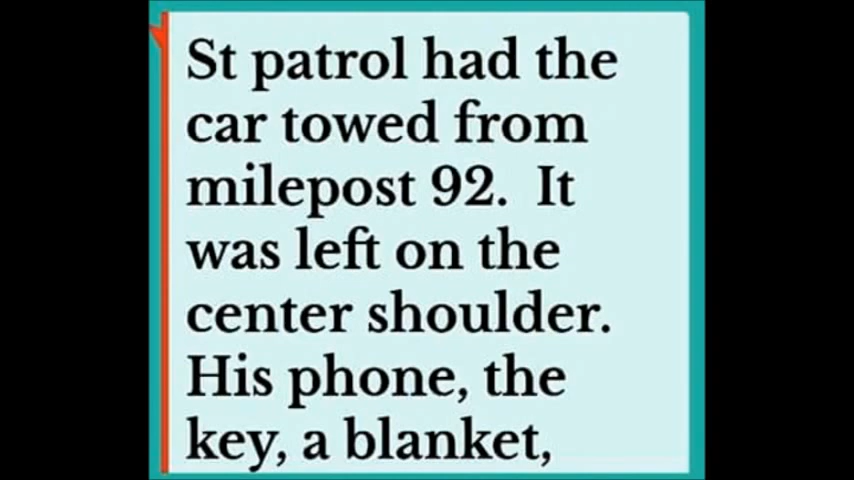 St patrol had the
car towed from
milepost 92.  It
was left on the
center shoulder.
His phone, the
key, a blanket,